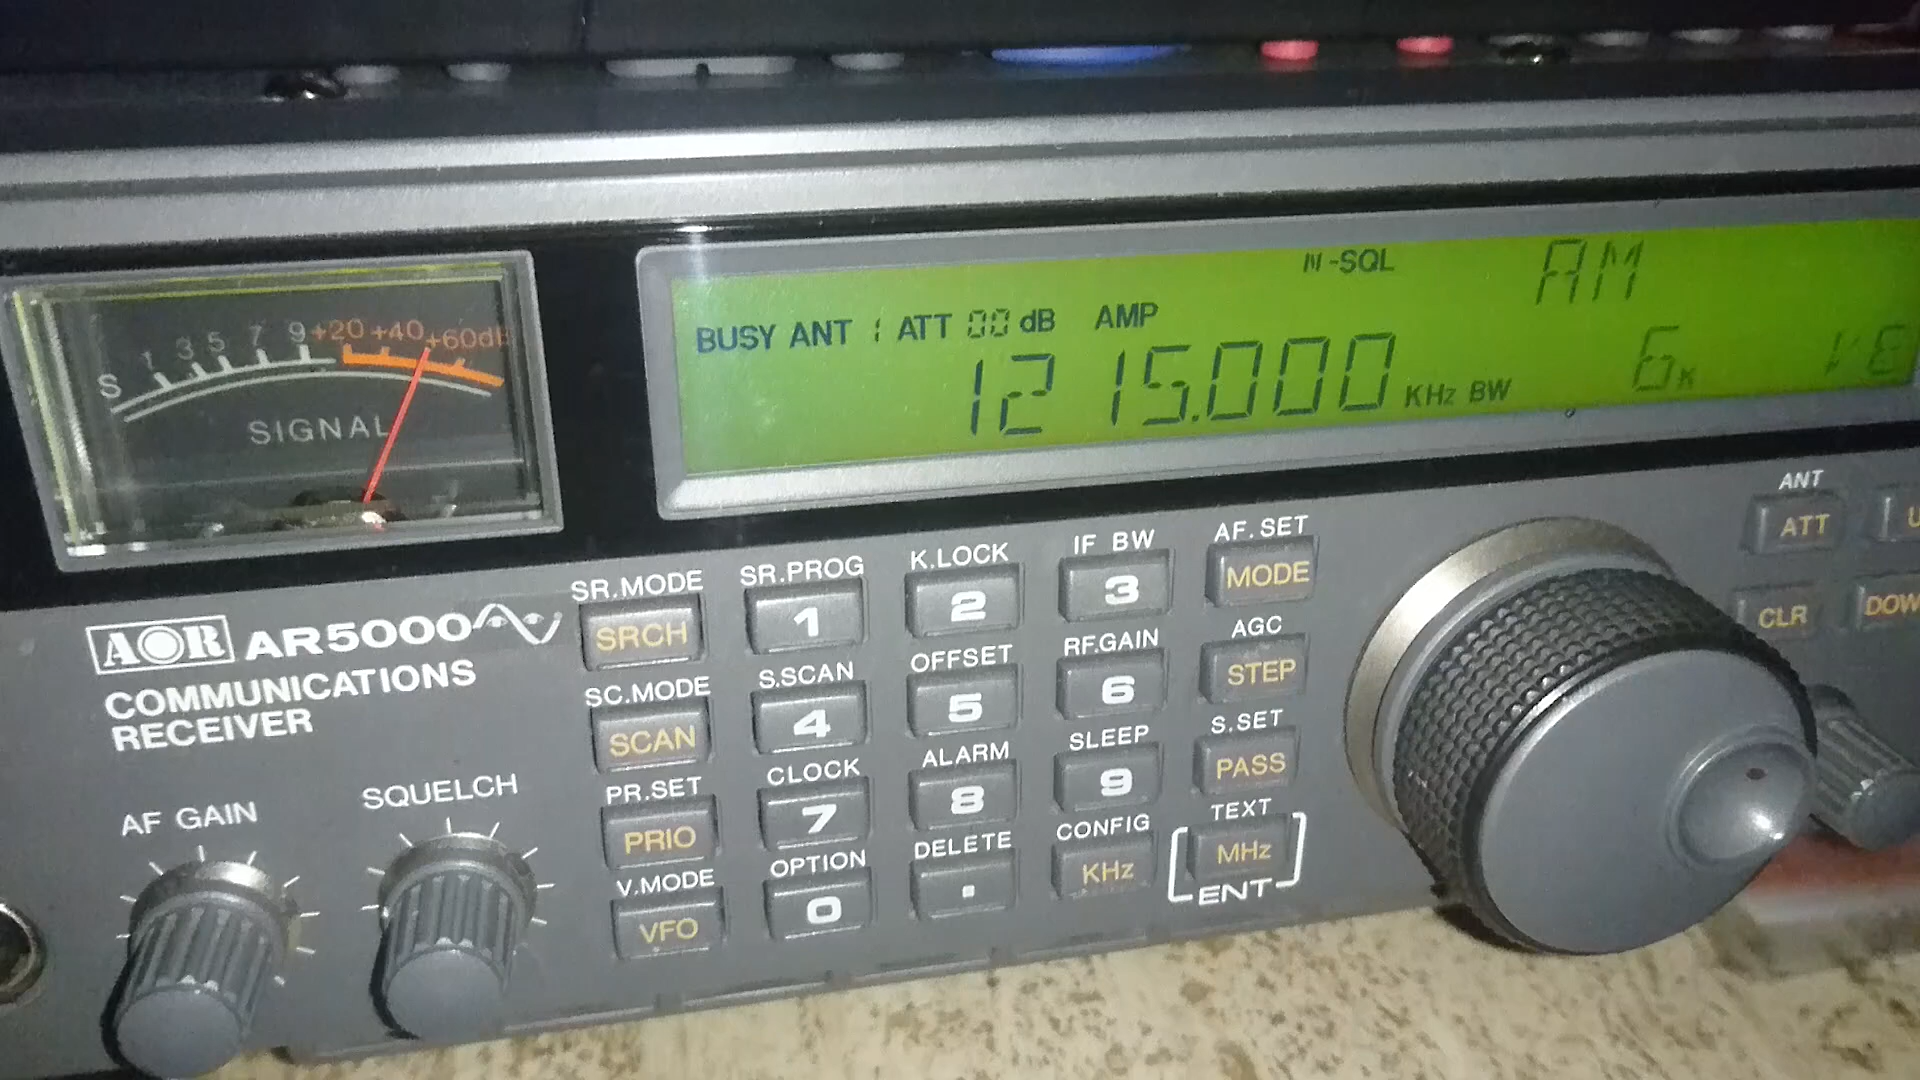 N-SQL AM
BUSY ANT 1 ATT 00 dB AMP
1215.000 KHz BW 6K
S 1 3 5 7 9 +20 +40 +60dB
SIGNAL
AOR AR5000
COMMUNICATIONS
RECEIVER
AF GAIN SQUELCH
SR.MODE SR.PROG K.LOCK IF BW AF.SET
SRCH 1 2 3 MODE
SC.MODE S.SCAN OFFSET RF.GAIN AGC
SCAN 4 5 6 STEP
PR.SET CLOCK ALARM SLEEP S.SET
PRIO 7 8 9 PASS
V.MODE OPTION DELETE CONFIG TEXT
VFO 0 . KHz MHz
ENT
ANT
ATT
CLR